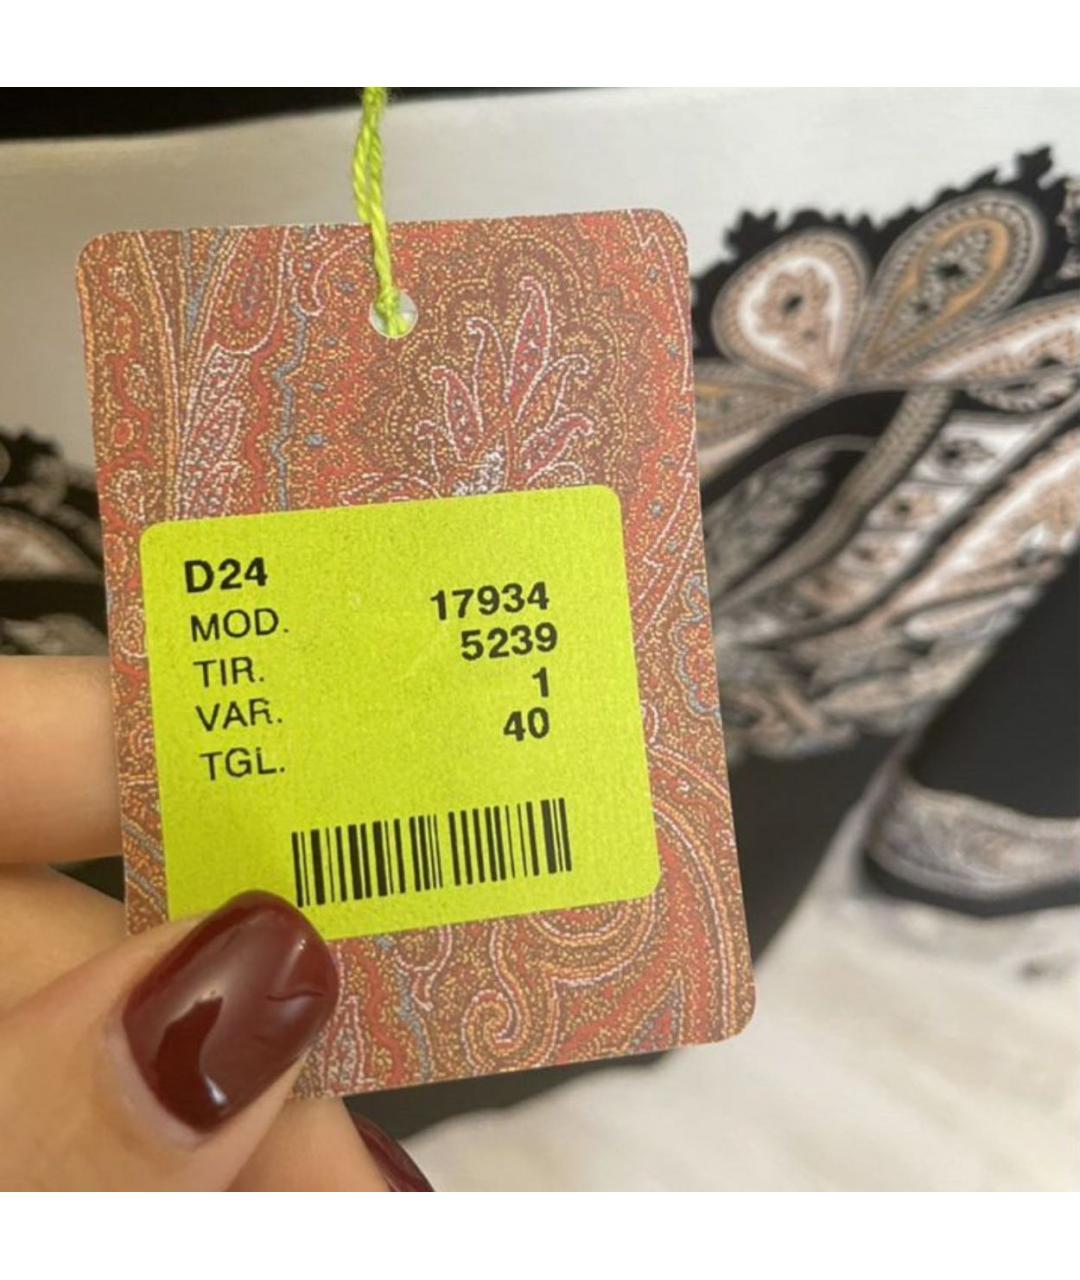 D24
MOD. 17934
TIR. 5239
VAR. 1
TGL. 40